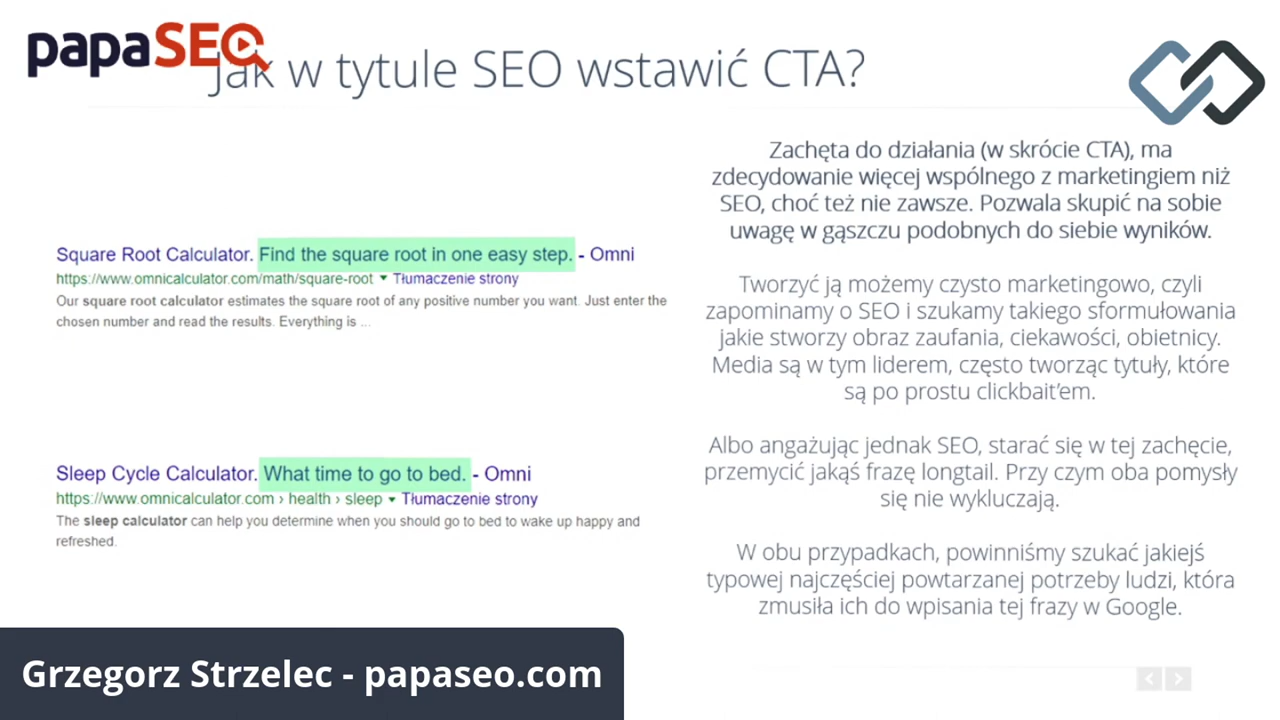 papaSEO
Jak w tytule SEO wstawić CTA?
Square Root Calculator. Find the square root in one easy step. - Omni
https://www.omnicalculator.com/math/square-root ▼ Tłumaczenie strony
Our square root calculator estimates the square root of any positive number you want. Just enter the
chosen number and read the results. Everything is ...
Sleep Cycle Calculator. What time to go to bed. - Omni
https://www.omnicalculator.com › health › sleep ▼ Tłumaczenie strony
The sleep calculator can help you determine when you should go to bed to wake up happy and
refreshed.
Zachęta do działania (w skrócie CTA), ma
zdecydowanie więcej wspólnego z marketingiem niż
SEO, choć też nie zawsze. Pozwala skupić na sobie
uwagę w gąszczu podobnych do siebie wyników.
Tworzyć ją możemy czysto marketingowo, czyli
zapominamy o SEO i szukamy takiego sformułowania
jakie stworzy obraz zaufania, ciekawości, obietnicy.
Media są w tym liderem, często tworząc tytuły, które
są po prostu clickbait'em.
Albo angażując jednak SEO, starać się w tej zachęcie,
przemycić jakąś frazę longtail. Przy czym oba pomysły
się nie wykluczają.
W obu przypadkach, powinniśmy szukać jakiejś
typowej najczęściej powtarzanej potrzeby ludzi, która
zmusiła ich do wpisania tej frazy w Google.
Grzegorz Strzelec - papaseo.com